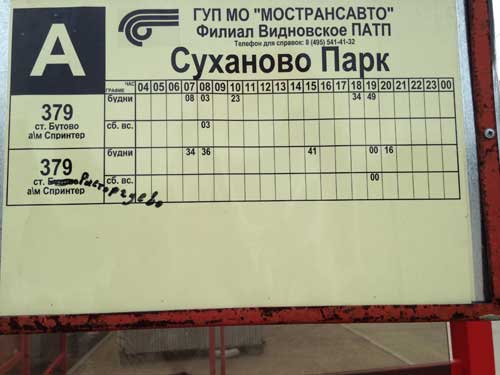 А
ГУП МО "МОСТРАНСАВТО"
Филиал Видновское ПАТП
Телефон для справок: 8 (495) 541-41-32
Суханово Парк
ЧАС
ГРАФИК
04 05 06 07 08 09 10 11 12 13 14 15 16 17 18 19 20 21 22 23 00
379
ст. Бутово
а\м Спринтер
будни 08 03 23 34 49
сб. вс. 03
379
ст. Бутово Расторгуево
а\м Спринтер
будни 34 36 41 00 16
сб. вс. 00